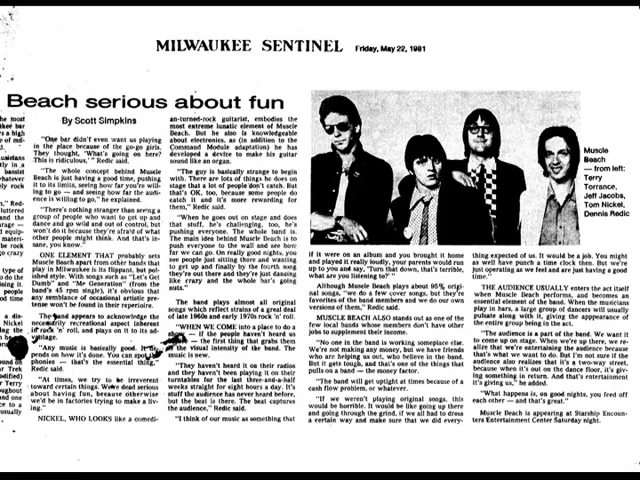 MILWAUKEE SENTINEL Friday, May 22, 1981
Beach serious about fun
By Scott Simpkins
"One bar didn't even want us playing
in the place because of the go-go girls.
They thought, 'What's going on here?
This is ridiculous,' " Redic said.
"The whole concept behind Muscle
Beach is just having a good time, pushing
it to its limits, seeing how far you're will-
ing to go — and seeing how far the audi-
ence is willing to go," he explained.
"There's nothing stranger than seeing a
group of people who want to get up and
dance and go wild and out of control, but
won't do it because they're afraid of what
other people might think. And that's in-
sane, you know."
ONE ELEMENT THAT probably sets
Muscle Beach apart from other bands that
play in Milwaukee is its flippant, but pol-
ished style. With songs such as "Let's Get
Dumb" and "Me Generation" (from the
band's 45 rpm single), it's obvious that
any semblance of occasional artistic pre-
tense won't be found in their repertoire.
The band appears to acknowledge the
necessarily recreational aspect inherent
in rock 'n' roll, and plays on it to its ad-
vantage.
"Any music is basically good. It
pends on how it's done. You can spot
phonies — that's the essential thing,"
Redic said.
"At times, we try to be irreverent
toward certain things. We're dead serious
about having fun, because otherwise
we'd be in factories trying to make a liv-
ing."
NICKEL, WHO LOOKS like a comedi-
an-turned-rock guitarist, embodies the
most extreme lunatic element of Muscle
Beach. But he also is knowledgeable
about electronics, as (in addition to the
Command Module adaptation) he has
developed a device to make his guitar
sound like an organ.
"The guy is basically strange to begin
with. There are lots of things he does on
stage that a lot of people don't catch. But
that's OK, too, because some people do
catch it and it's more rewarding for
them," Redic said.
"When he goes out on stage and does
that stuff, he's challenging, too, he's
pushing everyone. The whole band is.
The main idea behind Muscle Beach is to
push everyone to the wall and see how
far we can go. On really good nights, you
see people just sitting there and wanting
to get up and finally by the fourth song
they're out there and they're just dancing
like crazy and the whole bar's going
nuts."
The band plays almost all original
songs which reflect strains of a great deal
of late 1960s and early 1970s rock 'n' roll.
"WHEN WE COME into a place to do a
show — if the people haven't heard us
— the first thing that grabs them
is the visual intensity of the band. The
music is new.
"They haven't heard it on their radios
and they haven't been playing it on their
turntables for the last three-and-a-half
weeks straight for eight hours a day. It's
stuff the audience has never heard before,
but the beat is there. The beat captures
the audience," Redic said.
"I think of our music as something that
Muscle
Beach
— from left:
Terry
Torrance,
Jeff Jacobs,
Tom Nickel,
Dennis Redic
if it were on an album and you brought it home
and played it really loudly, your parents would run
up to you and say, 'Turn that down, that's terrible,
what are you listening to?' "
Although Muscle Beach plays about 95% orig-
inal songs, "we do a few cover songs, but they're
favorites of the band members and we do our own
versions of them," Redic said.
MUSCLE BEACH ALSO stands out as one of the
few local bands whose members don't have other
jobs to supplement income.
"No one in the band is working someplace else.
We're not making any money, but we have friends
who are helping us out, who believe in the band.
But it gets tough, and that's one of the things that
pulls on a band — the money factor.
"The band will get uptight at times because of a
cash flow problem, or whatever.
"If we weren't playing original songs, this
would be horrible. It would be like going up there
and going through the grind, if we all had to dress
a certain way and make sure that we did every-
thing expected of us. It would be a job. You might
as well have punch a time clock then. But we're
just operating as we feel and are just having a good
time."
THE AUDIENCE USUALLY enters the act itself
when Muscle Beach performs, and becomes an
essential element of the band. When the musicians
play in bars, a large group of dancers will usually
pulsate along with it, giving the appearance of
the entire group being in the act.
"The audience is a part of the band. We want it
to come up on stage. When we're up there, we re-
alize that we're entertaining the audience because
that's what we want to do. But I'm not sure if the
audience also realizes that it's a two-way street,
because when it's out on the dance floor, it's giv-
ing something in return. And that's entertainment
it's giving us," he added.
"What happens is, on good nights, you feed off
each other — and that's great."
Muscle Beach is appearing at Starship Encoun-
ters Entertainment Center Saturday night.